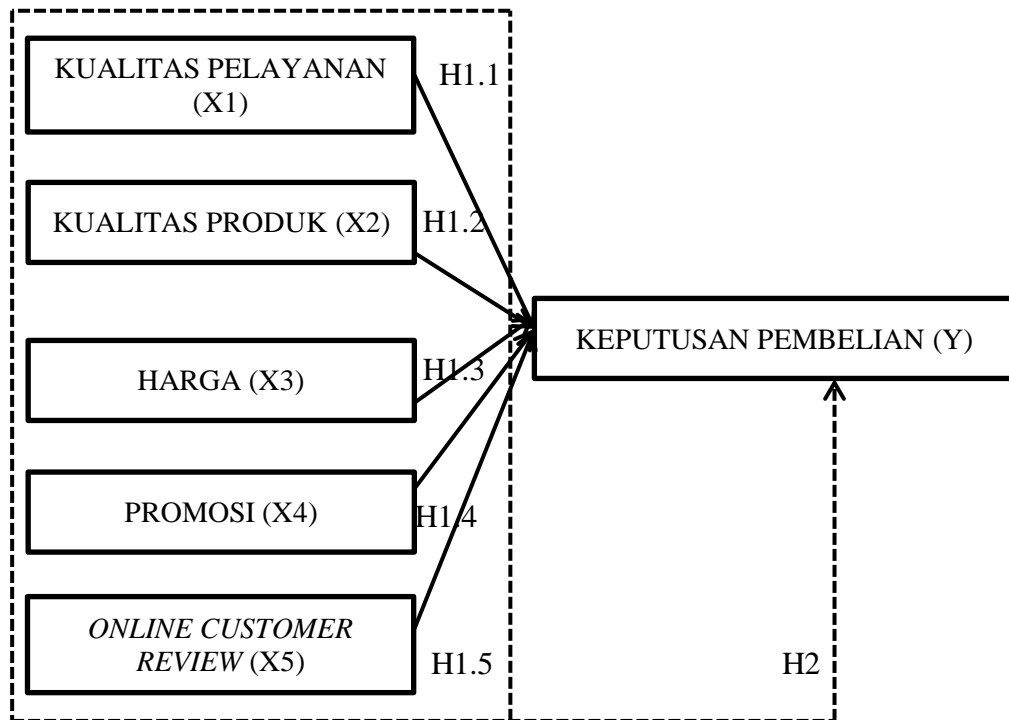 KUALITAS PELAYANAN
(X1)
H1.1
KUALITAS PRODUK (X2)
H1.2
KEPUTUSAN PEMBELIAN (Y)
HARGA (X3)
H1.3
PROMOSI (X4)
H1.4
ONLINE CUSTOMER
REVIEW (X5)
H1.5
H2